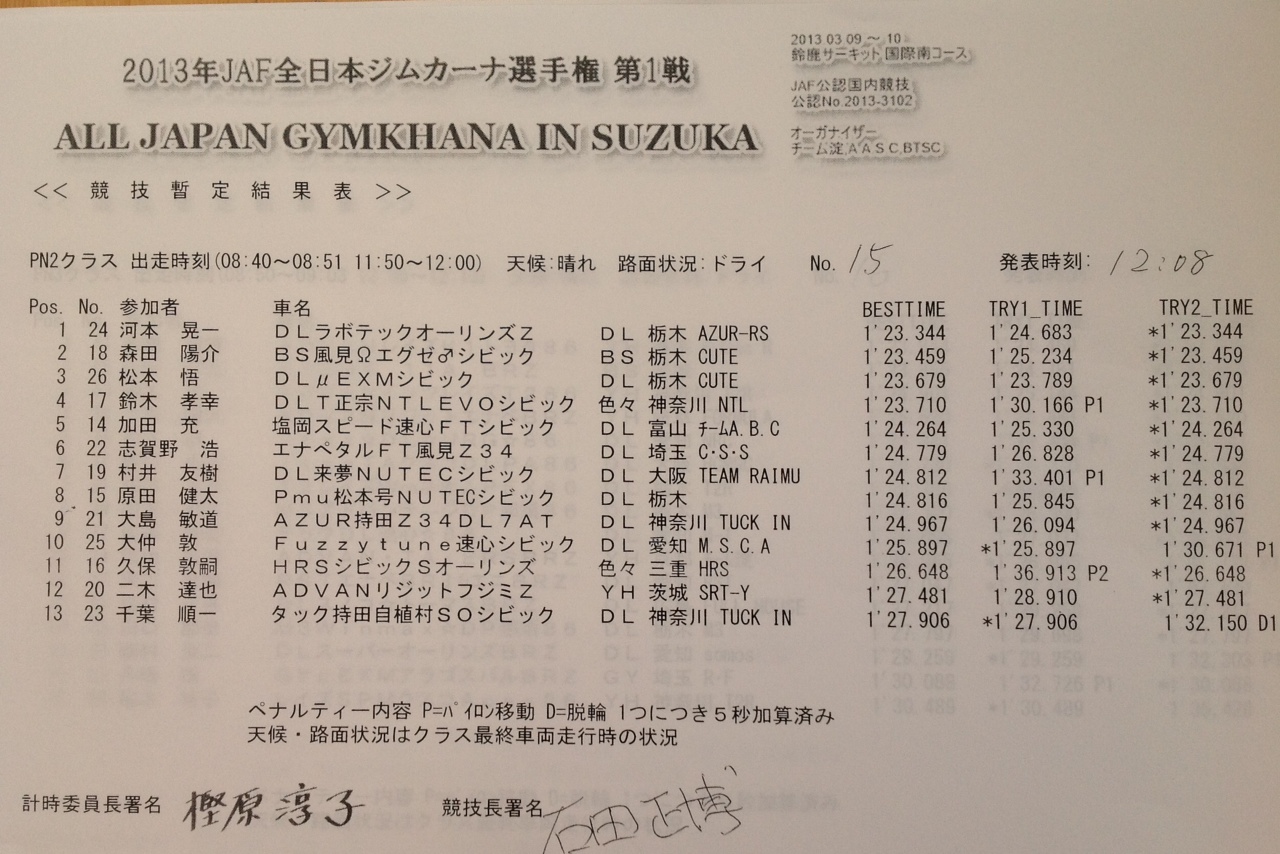 2013年JAF全日本ジムカーナ選手権 第1戦
ALL JAPAN GYMKHANA IN SUZUKA
2013 03 09 ～ 10
鈴鹿サーキット 国際南コース
JAF公認国内競技
公認No.2013-3102
オーガナイザー
チーム淀,A A S C,BTSC
<< 競 技 暫 定 結 果 表 >>
PN2クラス 出走時刻(08:40～08:51 11:50～12:00) 天候:晴れ 路面状況:ドライ No. 15 発表時刻: 12:08
Pos. No. 参加者 車名 BESTTIME TRY1_TIME TRY2_TIME
1 24 河本 晃一 ＤＬラボテックオーリンズＺ ＤＬ 栃木 AZUR-RS 1'23.344 1'24.683 *1'23.344
2 18 森田 陽介 ＢＳ風見Ωエグゼ♂シビック ＢＳ 栃木 CUTE 1'23.459 1'25.234 *1'23.459
3 26 松本 悟 ＤＬμＥＸＭシビック ＤＬ 栃木 CUTE 1'23.679 1'23.789 *1'23.679
4 17 鈴木 孝幸 ＤＬＴ正宗ＮＴＬＥＶＯシビック 色々 神奈川 NTL 1'23.710 1'30.166 P1 *1'23.710
5 14 加田 充 塩岡スピード速心ＦＴシビック ＤＬ 富山 ﾁｰﾑA.B.C 1'24.264 1'25.330 *1'24.264
6 22 志賀野 浩 エナペタルＦＴ風見Ｚ３４ ＤＬ 埼玉 C・S・S 1'24.779 1'26.828 *1'24.779
7 19 村井 友樹 ＤＬ来夢ＮＵＴＥＣシビック ＤＬ 大阪 TEAM RAIMU 1'24.812 1'33.401 P1 *1'24.812
8 15 原田 健太 Ｐｍｕ松本号ＮＵＴECシビック ＤＬ 栃木 1'24.816 1'25.845 *1'24.816
9 21 大島 敏道 ＡＺＵＲ持田Ｚ３４ＤＬ７ＡＴ ＤＬ 神奈川 TUCK IN 1'24.967 1'26.094 *1'24.967
10 25 大仲 敦 Ｆｕｚｚｙｔｕｎｅ速心シビック ＤＬ 愛知 M.S.C.A 1'25.897 *1'25.897 1'30.671 P1
11 16 久保 敦嗣 ＨＲＳシビックＳオーリンズ 色々 三重 HRS 1'26.648 1'36.913 P2 *1'26.648
12 20 二木 達也 ＡＤＶＡＮリジットフジミＺ ＹＨ 茨城 SRT-Y 1'27.481 1'28.910 *1'27.481
13 23 千葉 順一 タック持田自植村ＳＯシビック ＤＬ 神奈川 TUCK IN 1'27.906 *1'27.906 1'32.150 D1
ペナルティー内容 P=ﾊﾟｲﾛﾝ移動 D=脱輪 1つにつき５秒加算済み
天候・路面状況はクラス最終車両走行時の状況
計時委員長署名 樫原淳子 競技長署名 石田正博